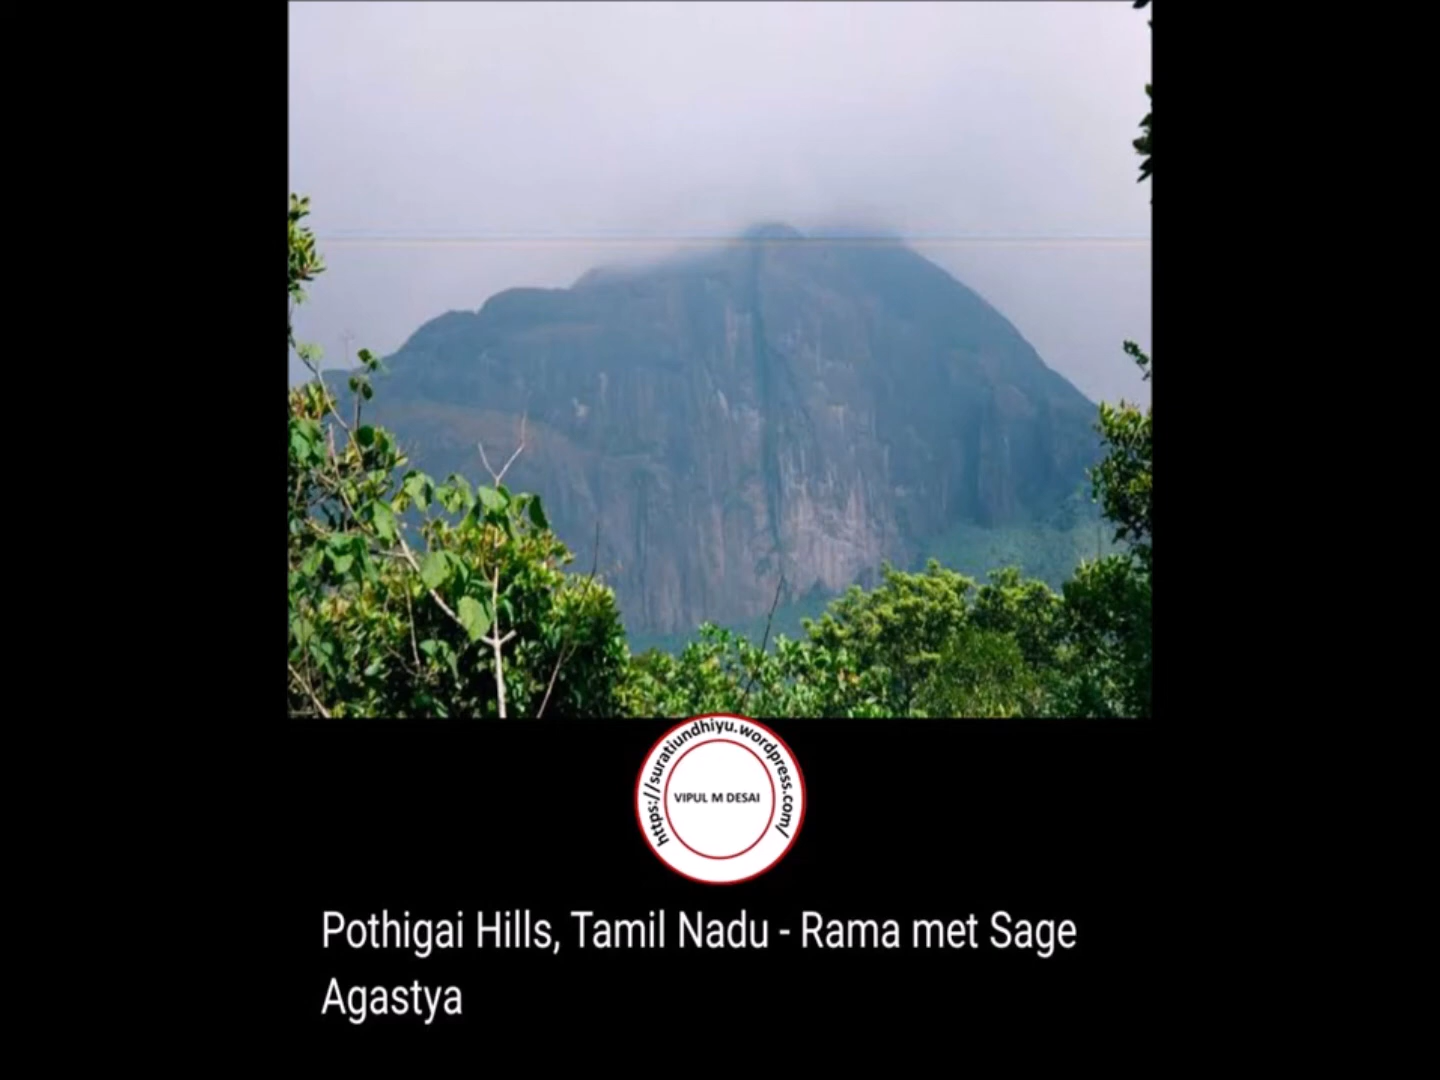 https://suratiundhiyu.wordpress.com/
VIPUL M DESAI
Pothigai Hills, Tamil Nadu - Rama met Sage
Agastya